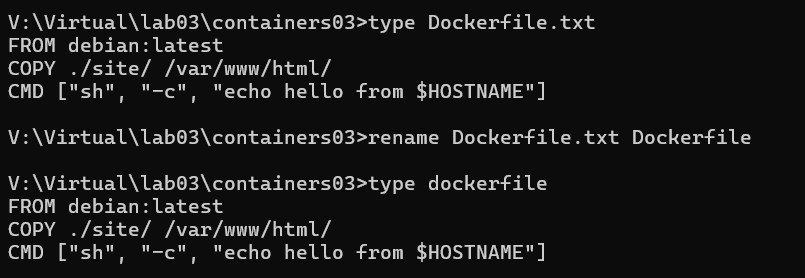 V:\Virtual\lab03\containers03>type Dockerfile.txt
FROM debian:latest
COPY ./site/ /var/www/html/
CMD ["sh", "-c", "echo hello from $HOSTNAME"]
V:\Virtual\lab03\containers03>rename Dockerfile.txt Dockerfile
V:\Virtual\lab03\containers03>type dockerfile
FROM debian:latest
COPY ./site/ /var/www/html/
CMD ["sh", "-c", "echo hello from $HOSTNAME"]